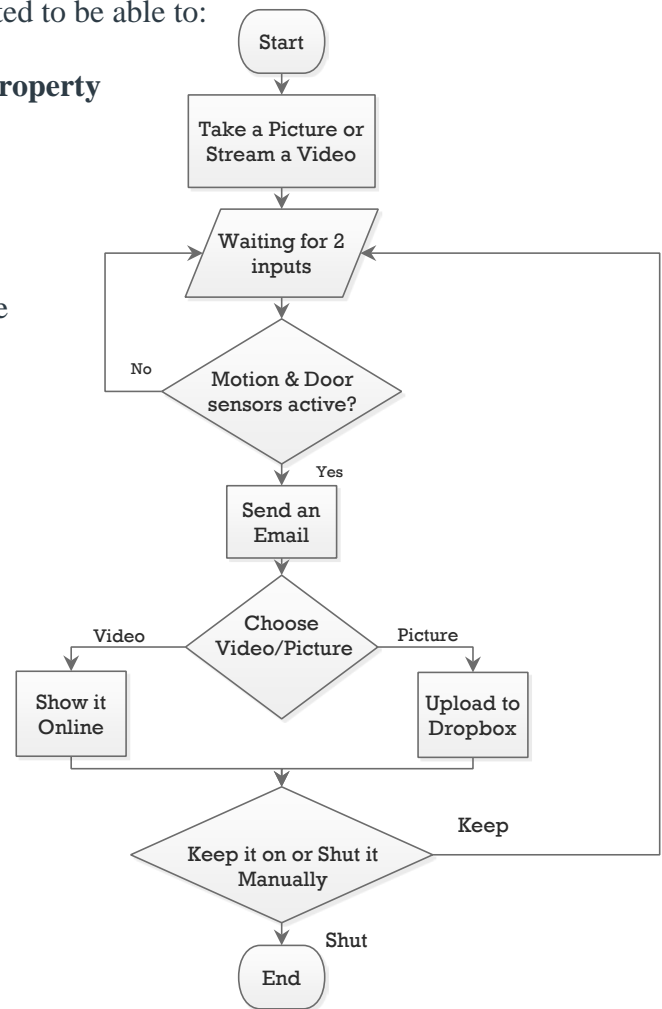 ted to be able to:
roperty
e
Start
Take a Picture or
Stream a Video
Waiting for 2
inputs
No
Motion & Door
sensors active?
Yes
Send an
Email
Choose
Video/Picture
Video
Picture
Show it
Online
Upload to
Dropbox
Keep it on or Shut it
Manually
Keep
Shut
End